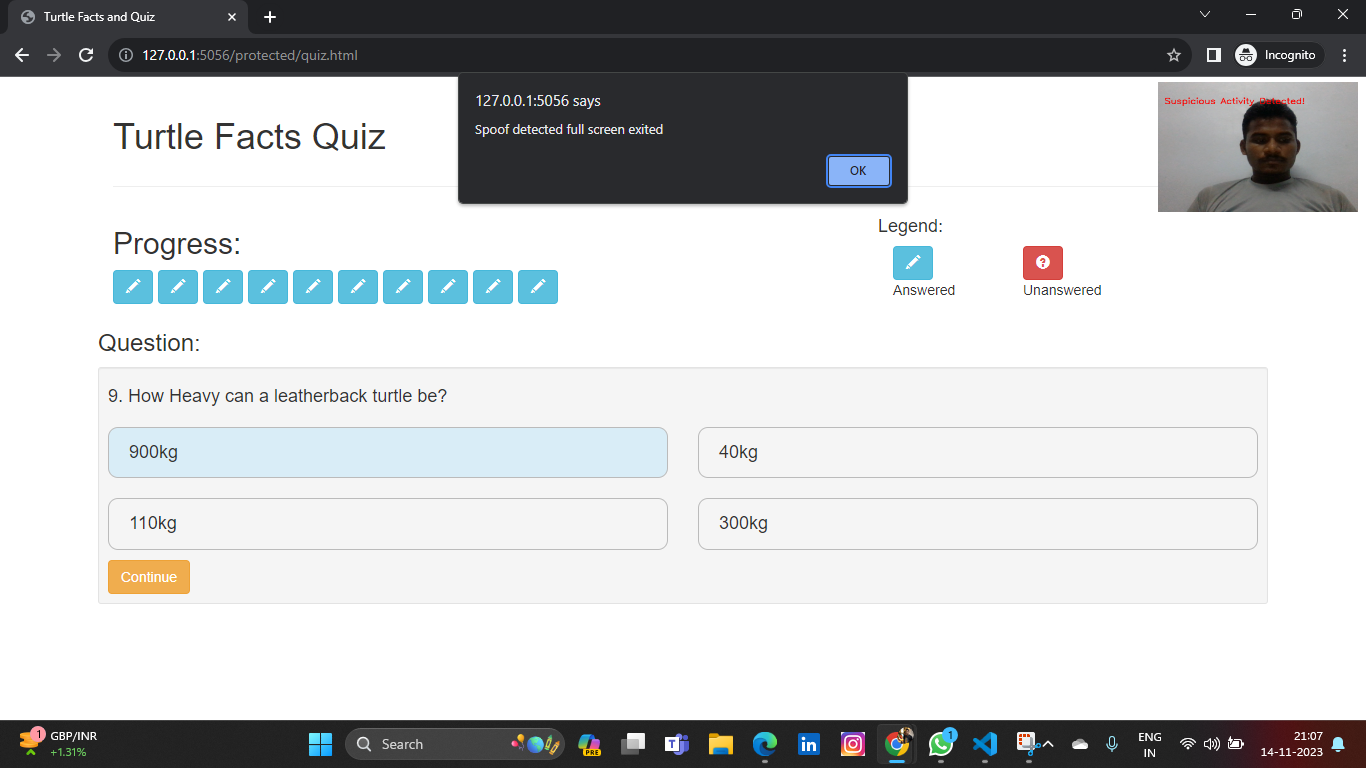 Turtle Facts and Quiz
127.0.0.1:5056/protected/quiz.html
Incognito
127.0.0.1:5056 says
Spoof detected full screen exited
OK
Suspicious Activity Detected!
Turtle Facts Quiz
Legend:
Answered
Unanswered
Progress:
Question:
9. How Heavy can a leatherback turtle be?
900kg
40kg
110kg
300kg
Continue
1
GBP/INR
+1.31%
Search
PRE
1
ENG
IN
21:07
14-11-2023